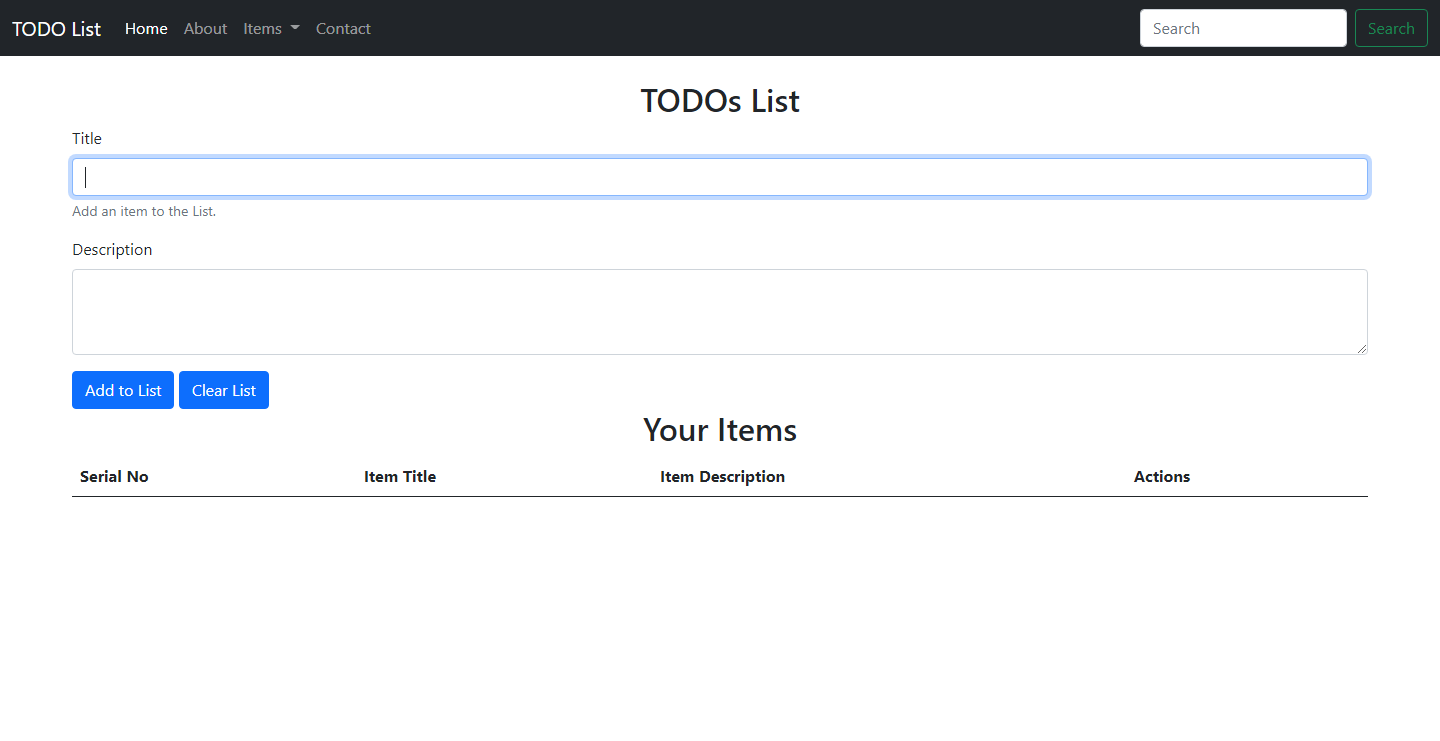 TODO List Home About Items Contact Search Search
TODOs List
Title
Add an item to the List.
Description
Add to List Clear List
Your Items
Serial No Item Title Item Description Actions